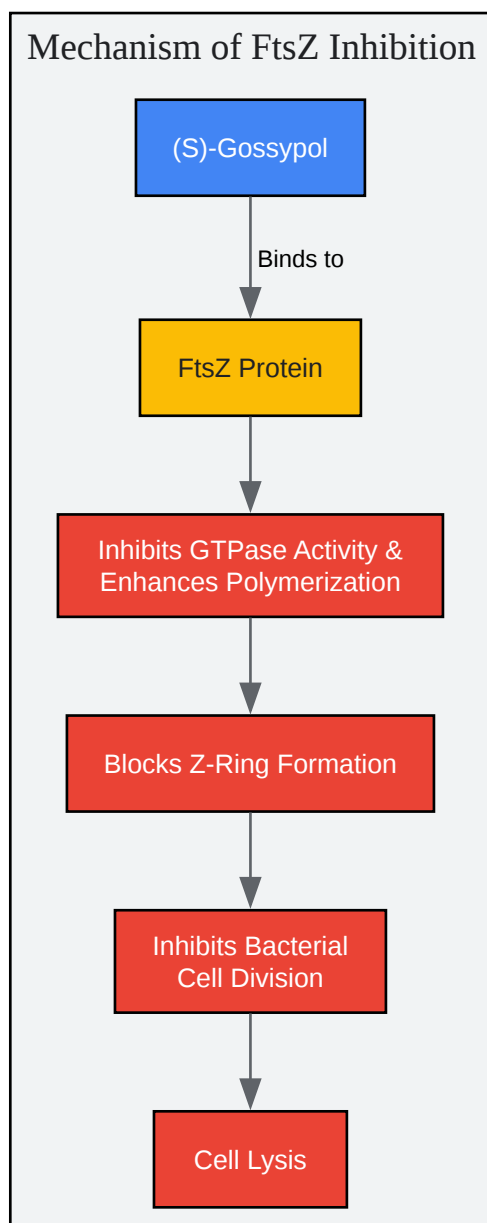 Mechanism of FtsZ Inhibition
(S)-Gossypol
Binds to
FtsZ Protein
Inhibits GTPase Activity &
Enhances Polymerization
Blocks Z-Ring Formation
Inhibits Bacterial
Cell Division
Cell Lysis